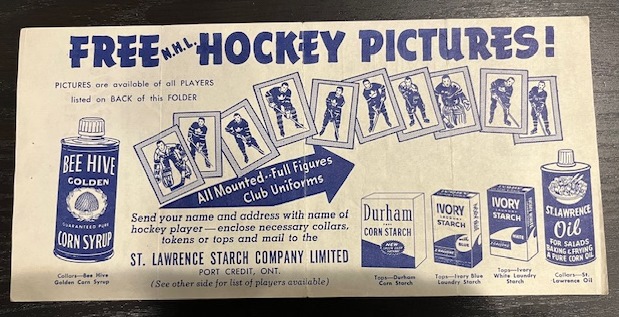 FREE N.H.L. HOCKEY PICTURES!
PICTURES are available of all PLAYERS
listed on BACK of this FOLDER
All Mounted--Full Figures
Club Uniforms
BEE HIVE
GOLDEN
GUARANTEED PURE
CORN SYRUP
Collars—Bee Hive
Golden Corn Syrup
Send your name and address with name of
hockey player—enclose necessary collars,
tokens or tops and mail to the
ST. LAWRENCE STARCH COMPANY LIMITED
PORT CREDIT, ONT.
(See other side for list of players available)
Durham
CORN STARCH
Tops—Durham
Corn Starch
IVORY
LAUNDRY
STARCH
Tops—Ivory Blue
Laundry Starch
IVORY
LAUNDRY
STARCH
WHITE
Tops—Ivory
White Laundry
Starch
ST. LAWRENCE
Oil
FOR SALADS
BAKING & FRYING
A PURE CORN OIL
Collars—St.
Lawrence Oil